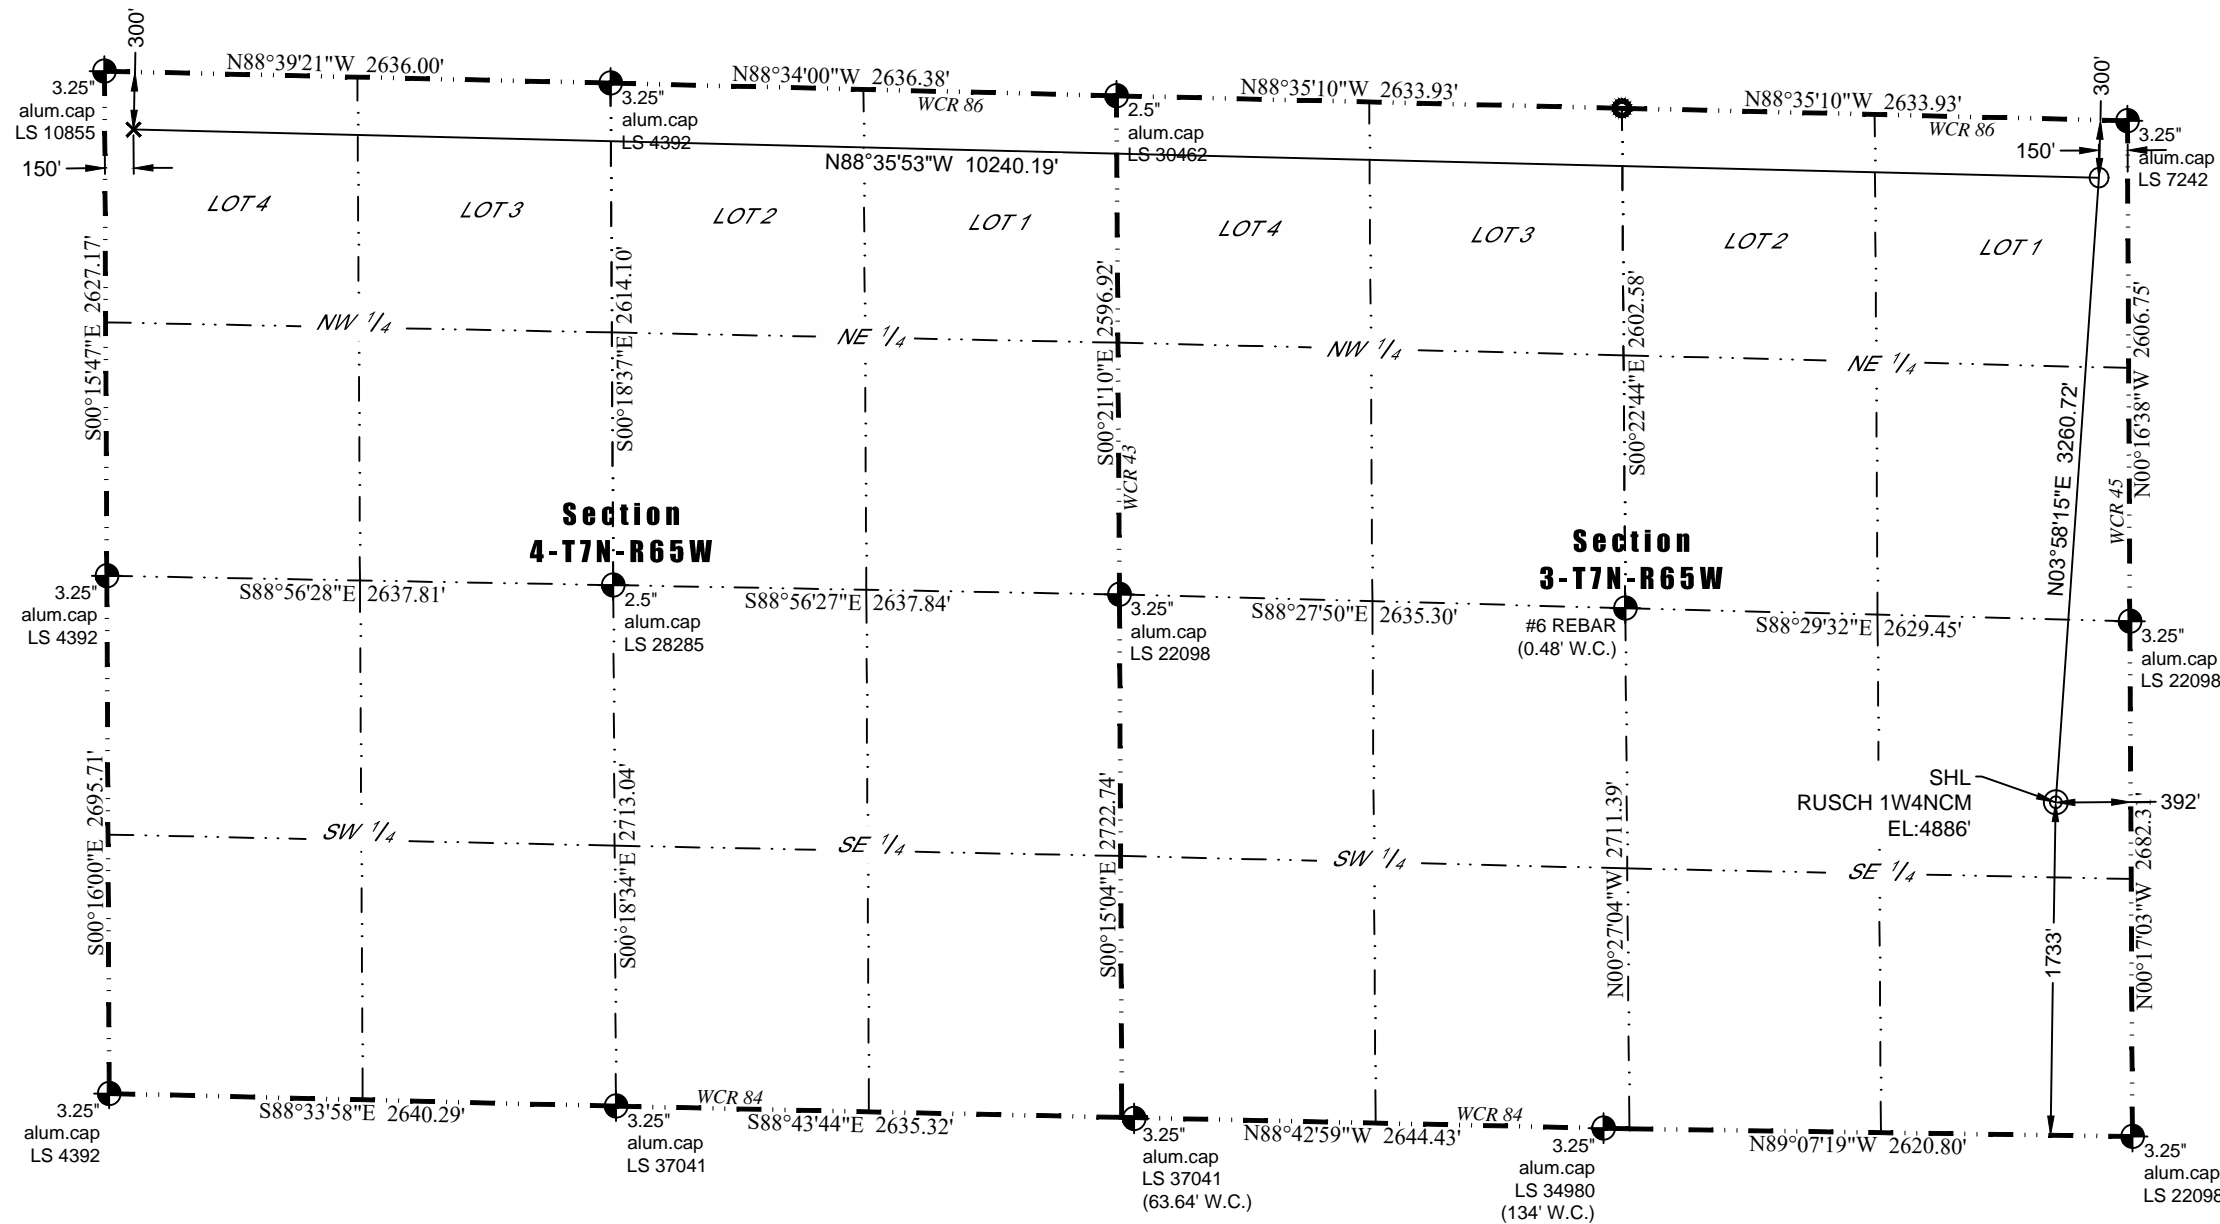 300'
N88°39'21"W 2636.00'
N88°34'00"W 2636.38'
WCR 86
N88°35'10"W 2633.93'
N88°35'10"W 2633.93'
WCR 86
300'
3.25"
alum.cap
LS 10855
3.25"
alum.cap
LS 4392
2.5"
alum.cap
LS 30462
3.25"
alum.cap
LS 7242
150'
N88°35'53"W 10240.19'
150'
LOT 4
LOT 3
LOT 2
LOT 1
LOT 4
LOT 3
LOT 2
LOT 1
S00°15'47"E 2627.17'
S00°18'37"E 2614.10'
S00°21'10"E 2596.92'
S00°22'44"E 2602.58'
N00°16'38"W 2606.75'
NW 1/4
NE 1/4
NW 1/4
NE 1/4
WCR 43
WCR 45
N03°58'15"E 3260.72'
Section
4-T7N-R65W
Section
3-T7N-R65W
3.25"
alum.cap
LS 4392
S88°56'28"E 2637.81'
2.5"
alum.cap
LS 28285
S88°56'27"E 2637.84'
3.25"
alum.cap
LS 22098
S88°27'50"E 2635.30'
#6 REBAR
(0.48' W.C.)
S88°29'32"E 2629.45'
3.25"
alum.cap
LS 22098
SHL
RUSCH 1W4NCM
EL:4886'
392'
S00°16'00"E 2695.71'
S00°18'34"E 2713.04'
S00°15'04"E 2722.74'
N00°27'04"W 2711.39'
N00°17'03"W 2682.31'
SW 1/4
SE 1/4
SW 1/4
SE 1/4
1733'
3.25"
alum.cap
LS 4392
S88°33'58"E 2640.29'
3.25"
alum.cap
LS 37041
WCR 84
S88°43'44"E 2635.32'
3.25"
alum.cap
LS 37041
(63.64' W.C.)
N88°42'59"W 2644.43'
WCR 84
3.25"
alum.cap
LS 34980
(134' W.C.)
N89°07'19"W 2620.80'
3.25"
alum.cap
LS 22098